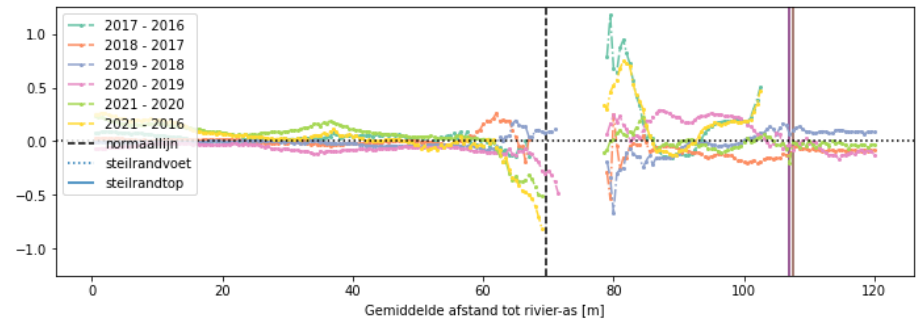 1.0
0.5
0.0
−0.5
−1.0
2017 - 2016
2018 - 2017
2019 - 2018
2020 - 2019
2021 - 2020
2021 - 2016
normaallijn
steilrandvoet
steilrandtop
0
20
40
60
80
100
120
Gemiddelde afstand tot rivier-as [m]